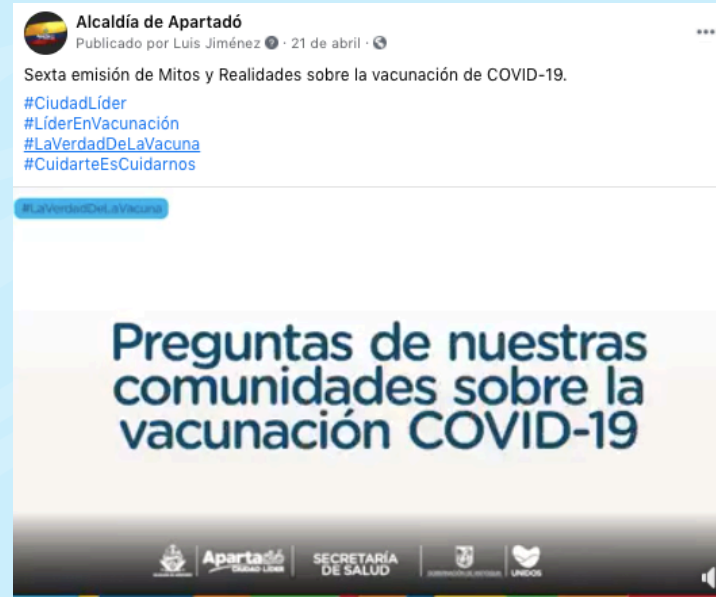 Alcaldía de Apartadó
Publicado por Luis Jiménez · 21 de abril ·
Sexta emisión de Mitos y Realidades sobre la vacunación de COVID-19.
#CiudadLíder
#LíderEnVacunación
#LaVerdadDeLaVacuna
#CuidarteEsCuidarnos
#LaVerdadDeLaVacuna
Preguntas de nuestras
comunidades sobre la
vacunación COVID-19
Apartadó
CIUDAD LÍDER
SECRETARÍA
DE SALUD
UNIDOS